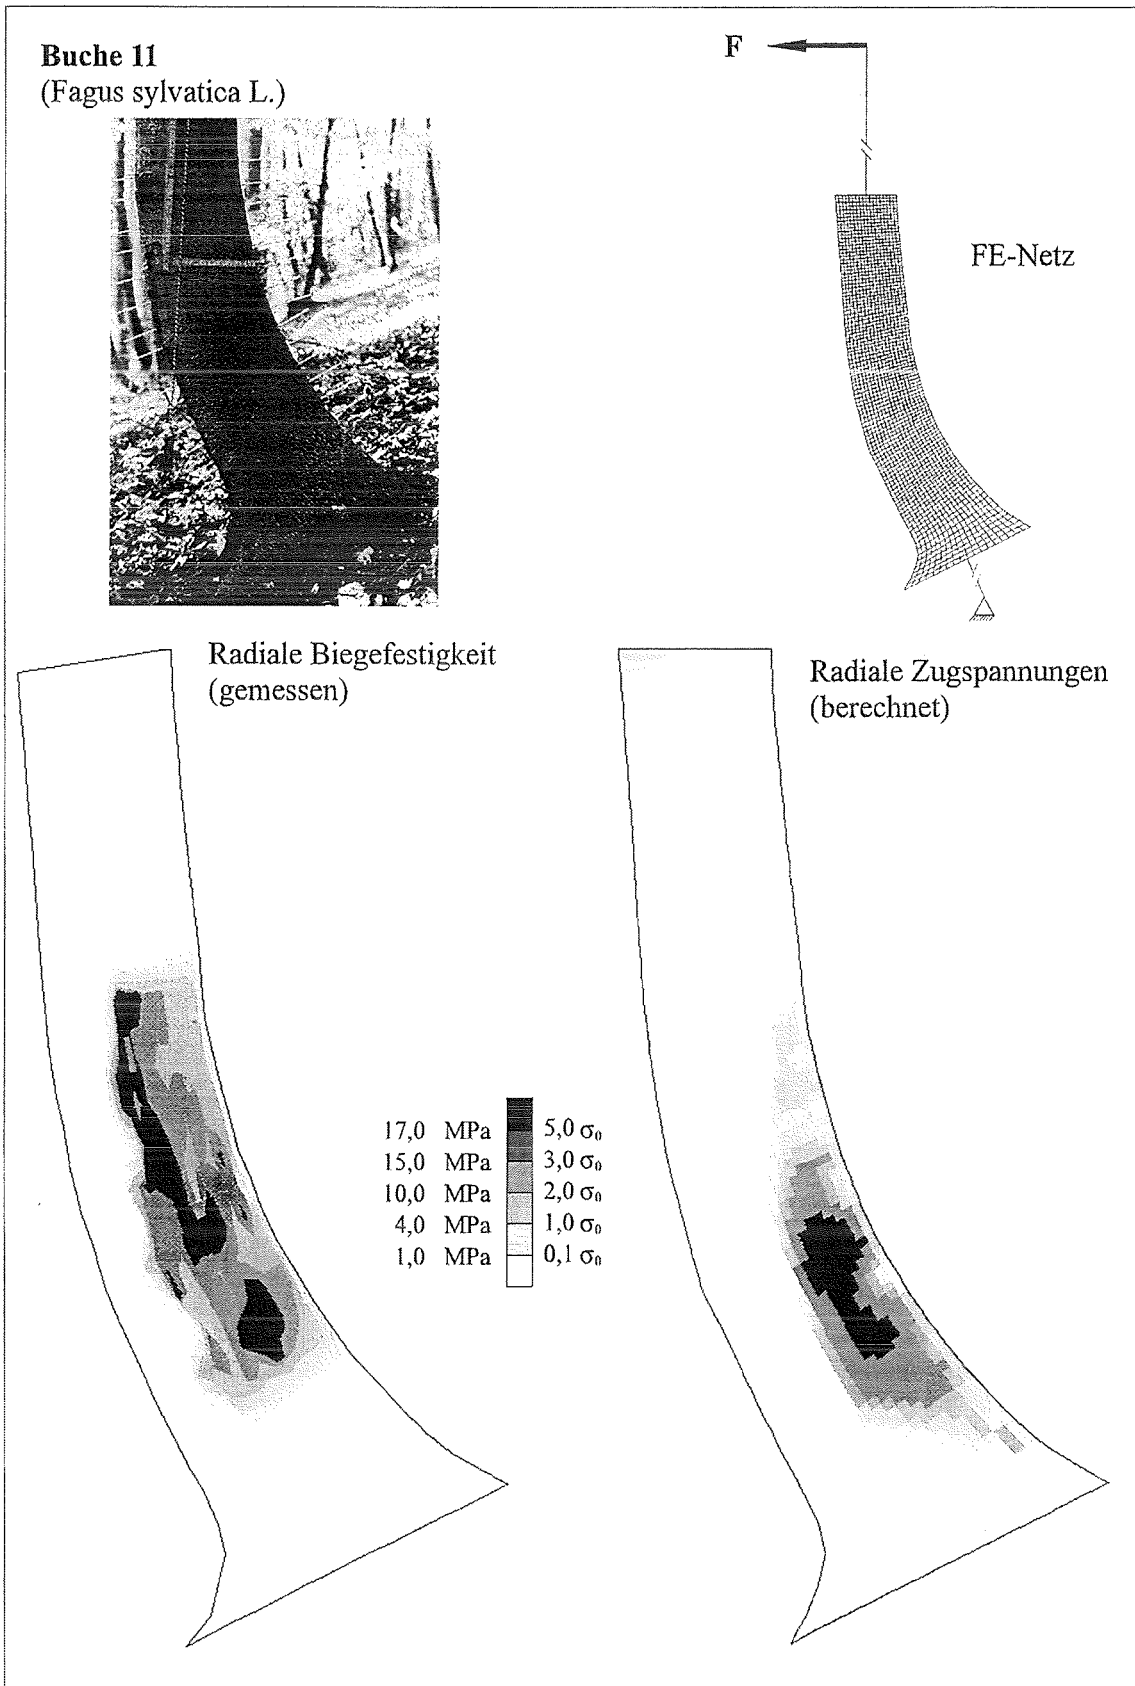 Buche 11
(Fagus sylvatica L.)
F
FE-Netz
Radiale Biegefestigkeit
(gemessen)
Radiale Zugspannungen
(berechnet)
17,0 MPa 5,0 σ₀
15,0 MPa 3,0 σ₀
10,0 MPa 2,0 σ₀
4,0 MPa 1,0 σ₀
1,0 MPa 0,1 σ₀